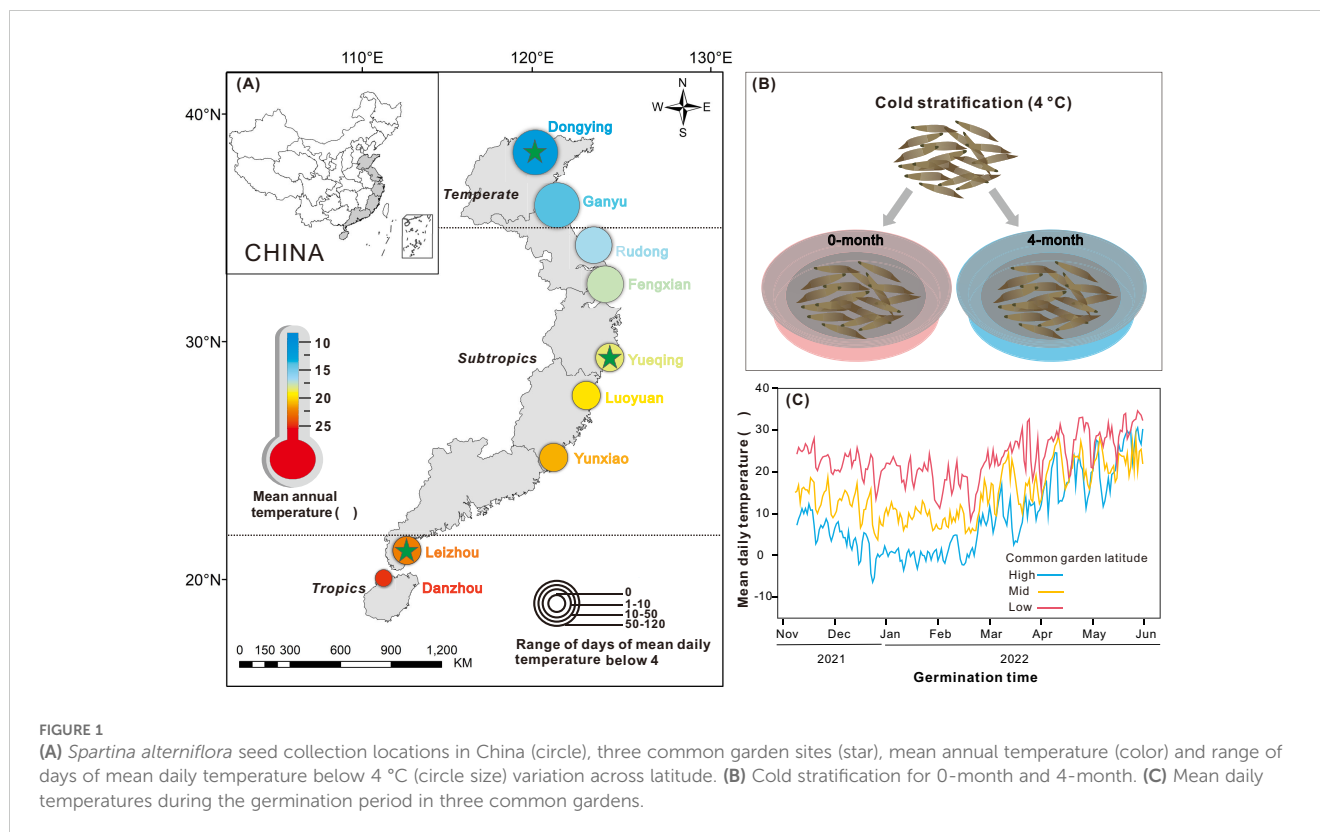 110°E 120°E 130°E
(A)
40°N
30°N
20°N
CHINA
N
W E
S
Dongying
Temperate
Ganyu
Rudong
Fengxian
Subtropics
Yueqing
Luoyuan
Yunxiao
Leizhou
Tropics
Danzhou
10
15
20
25
Mean annual
temperature ( )
0
1-10
10-50
50-120
Range of days of mean daily
temperature below 4
0 150 300 600 900 1,200
KM
(B)
Cold stratification (4 °C)
0-month 4-month
(C)
40
30
20
10
0
-10
Mean daily temperature ( )
Common garden latitude
High
Mid
Low
Nov Dec Jan Feb Mar Apr May Jun
2021 2022
Germination time
FIGURE 1
(A) Spartina alterniflora seed collection locations in China (circle), three common garden sites (star), mean annual temperature (color) and range of
days of mean daily temperature below 4 °C (circle size) variation across latitude. (B) Cold stratification for 0-month and 4-month. (C) Mean daily
temperatures during the germination period in three common gardens.